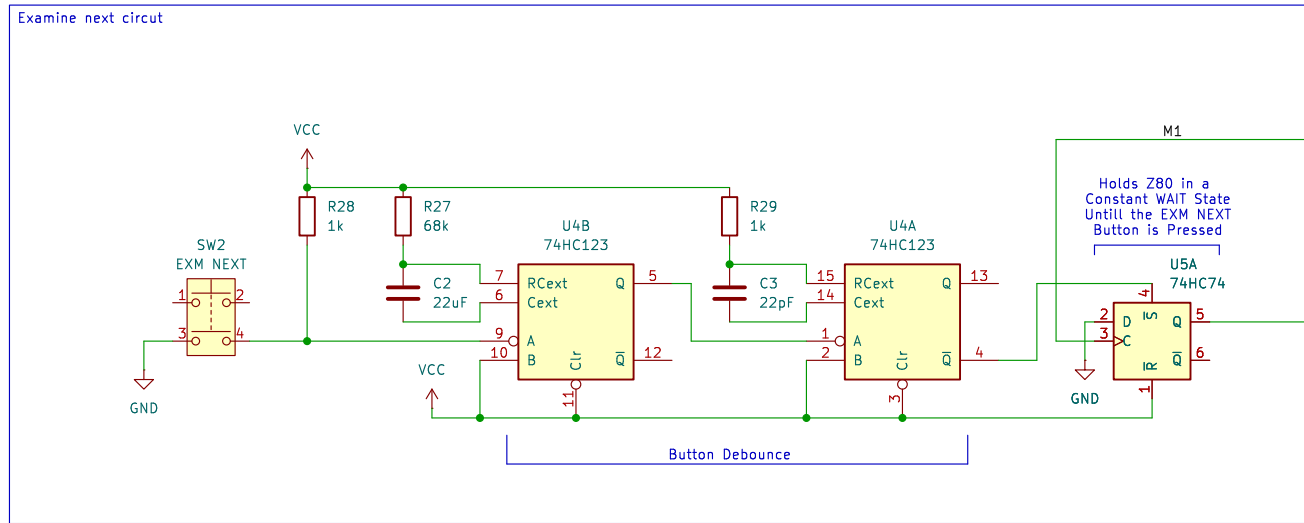 Examine next circut
M1
VCC
Holds Z80 in a
Constant WAIT State
Untill the EXM NEXT
Button is Pressed
R28
1k
R27
68k
R29
1k
SW2
EXM NEXT
U4B
74HC123
U4A
74HC123
U5A
74HC74
1
2
3
4
GND
C2
22uF
7
6
9
10
RCext
Cext
A
B
Clr
Q
Q
5
12
11
C3
22pF
15
14
1
2
RCext
Cext
A
B
Clr
Q
Q
13
4
3
2
3
D
C
S
R
Q
Q
4
5
6
1
GND
VCC
Button Debounce